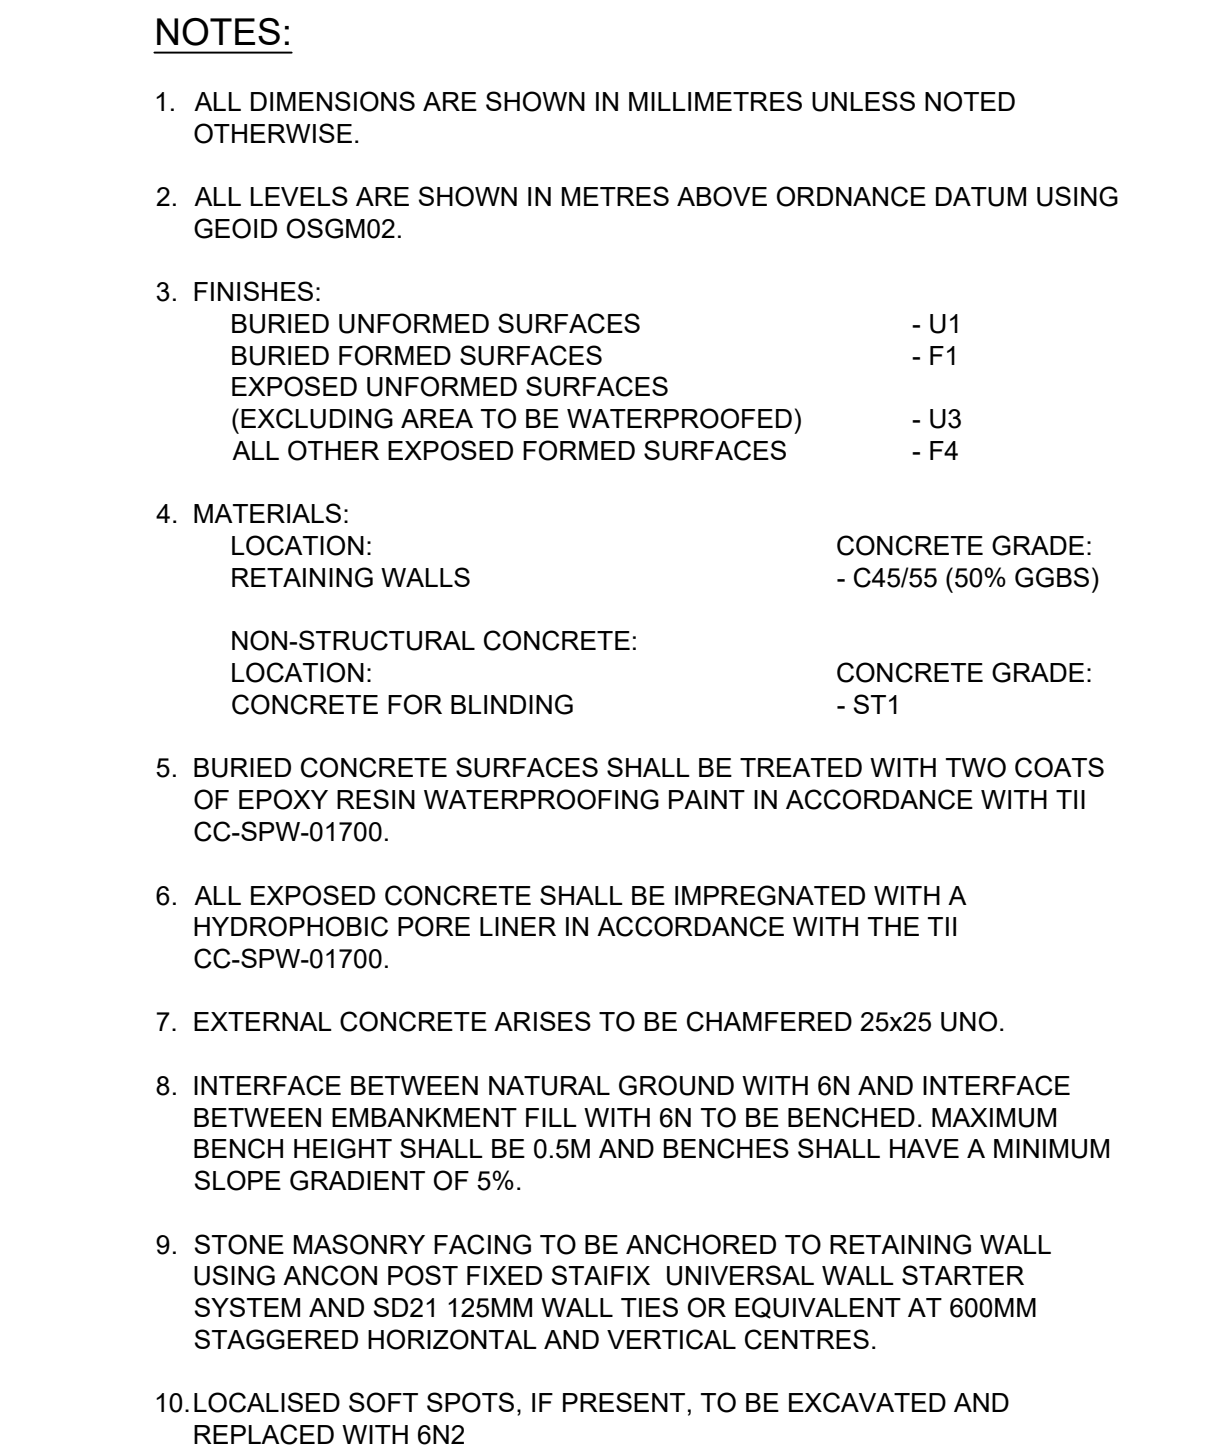 NOTES:
1. ALL DIMENSIONS ARE SHOWN IN MILLIMETRES UNLESS NOTED
OTHERWISE.
2. ALL LEVELS ARE SHOWN IN METRES ABOVE ORDNANCE DATUM USING
GEOID OSGM02.
3. FINISHES:
BURIED UNFORMED SURFACES - U1
BURIED FORMED SURFACES - F1
EXPOSED UNFORMED SURFACES
(EXCLUDING AREA TO BE WATERPROOFED) - U3
ALL OTHER EXPOSED FORMED SURFACES - F4
4. MATERIALS:
LOCATION: CONCRETE GRADE:
RETAINING WALLS - C45/55 (50% GGBS)
NON-STRUCTURAL CONCRETE:
LOCATION: CONCRETE GRADE:
CONCRETE FOR BLINDING - ST1
5. BURIED CONCRETE SURFACES SHALL BE TREATED WITH TWO COATS
OF EPOXY RESIN WATERPROOFING PAINT IN ACCORDANCE WITH TII
CC-SPW-01700.
6. ALL EXPOSED CONCRETE SHALL BE IMPREGNATED WITH A
HYDROPHOBIC PORE LINER IN ACCORDANCE WITH THE TII
CC-SPW-01700.
7. EXTERNAL CONCRETE ARISES TO BE CHAMFERED 25x25 UNO.
8. INTERFACE BETWEEN NATURAL GROUND WITH 6N AND INTERFACE
BETWEEN EMBANKMENT FILL WITH 6N TO BE BENCHED. MAXIMUM
BENCH HEIGHT SHALL BE 0.5M AND BENCHES SHALL HAVE A MINIMUM
SLOPE GRADIENT OF 5%.
9. STONE MASONRY FACING TO BE ANCHORED TO RETAINING WALL
USING ANCON POST FIXED STAIFIX UNIVERSAL WALL STARTER
SYSTEM AND SD21 125MM WALL TIES OR EQUIVALENT AT 600MM
STAGGERED HORIZONTAL AND VERTICAL CENTRES.
10. LOCALISED SOFT SPOTS, IF PRESENT, TO BE EXCAVATED AND
REPLACED WITH 6N2